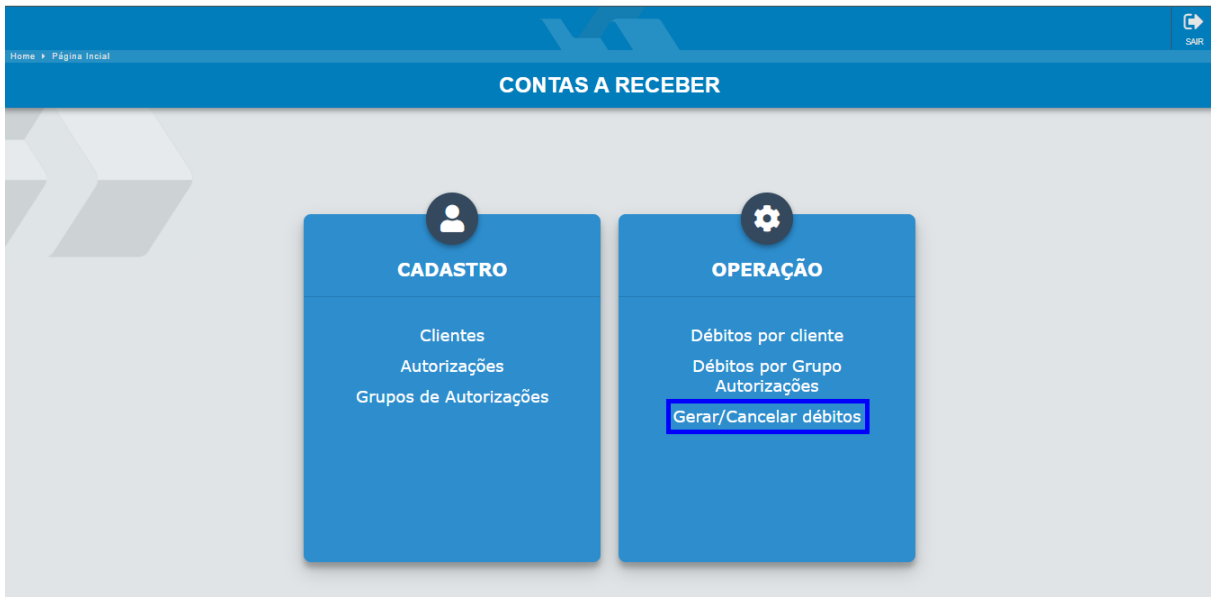 SAIR
Home › Página Incial
CONTAS A RECEBER
CADASTRO
Clientes
Autorizações
Grupos de Autorizações
OPERAÇÃO
Débitos por cliente
Débitos por Grupo
Autorizações
Gerar/Cancelar débitos